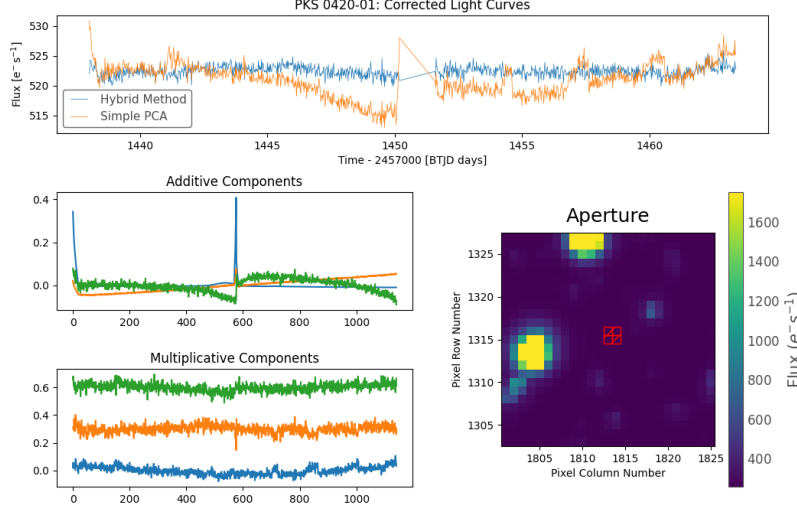 PKS 0420-01: Corrected Light Curves
Flux [e⁻ s⁻¹]
530
525
520
515
Hybrid Method
Simple PCA
1440 1445 1450 1455 1460
Time - 2457000 [BTJD days]
Additive Components
0.4
0.2
0.0
0 200 400 600 800 1000
Multiplicative Components
0.6
0.4
0.2
0.0
0 200 400 600 800 1000
Aperture
Pixel Row Number
1325
1320
1315
1310
1305
1805 1810 1815 1820 1825
Pixel Column Number
1600
1400
1200
1000
800
600
400
Flux (e⁻s⁻¹)